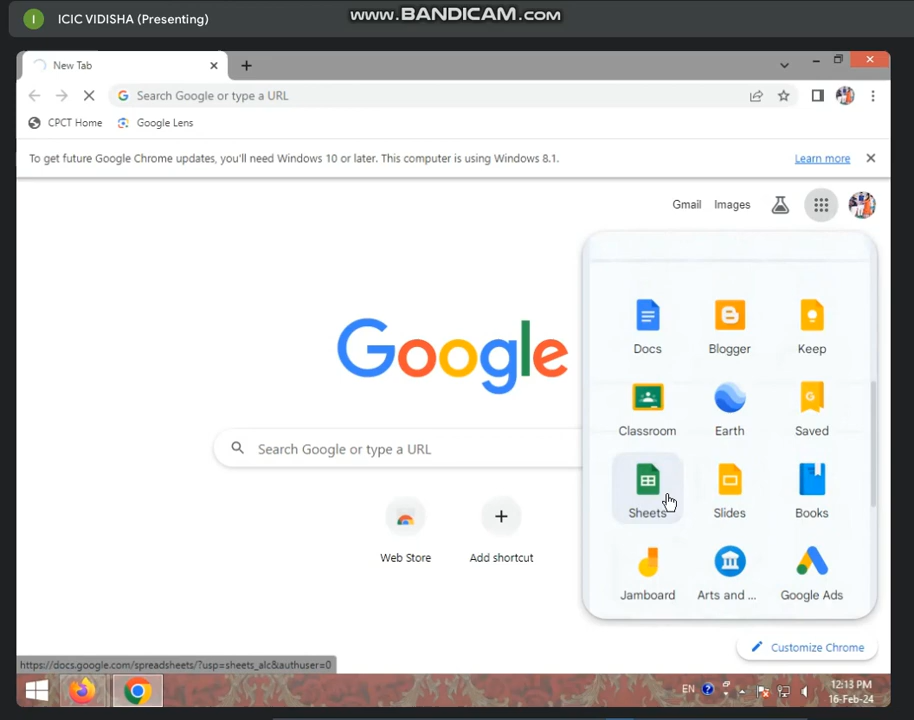 I ICIC VIDISHA (Presenting)
www.BANDICAM.com
New Tab
Search Google or type a URL
CPCT Home Google Lens
To get future Google Chrome updates, you'll need Windows 10 or later. This computer is using Windows 8.1. Learn more
Gmail Images
Google
Search Google or type a URL
Web Store Add shortcut
Docs Blogger Keep
Classroom Earth Saved
Sheets Slides Books
Jamboard Arts and ... Google Ads
Customize Chrome
https://docs.google.com/spreadsheets/?usp=sheets_alc&authuser=0
EN 12:13 PM
16-Feb-24